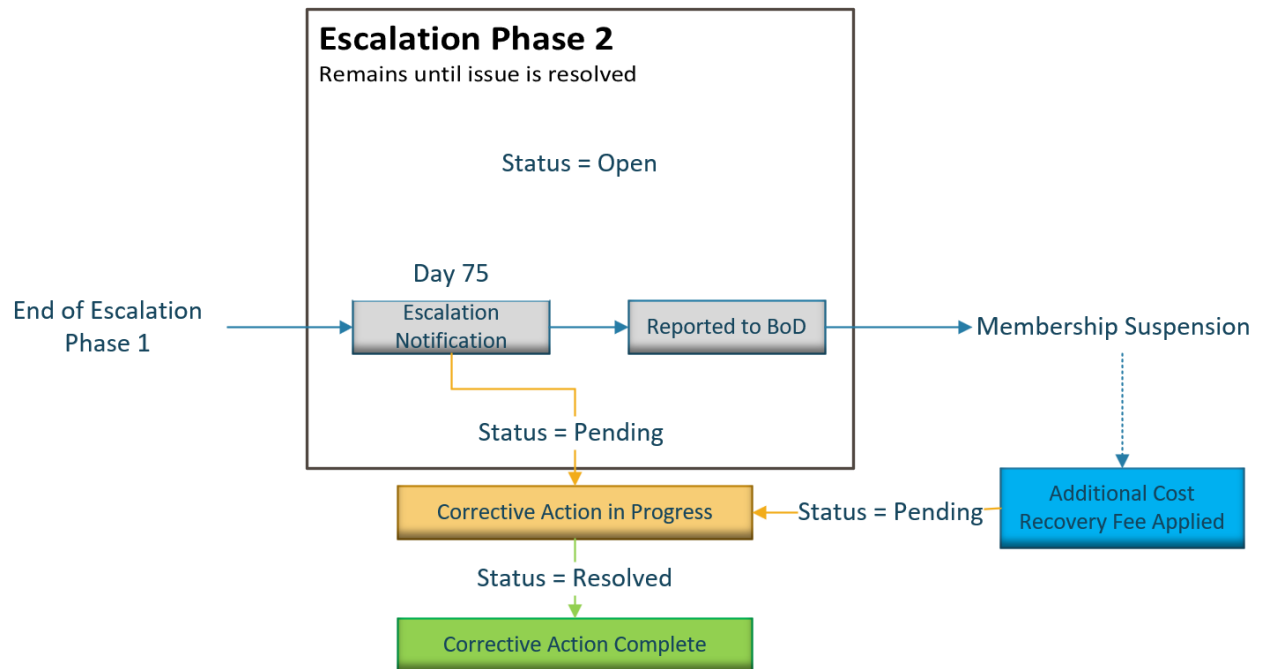 Escalation Phase 2
Remains until issue is resolved
Status = Open
Day 75
End of Escalation
Phase 1
Escalation
Notification
Reported to BoD
Membership Suspension
Status = Pending
Additional Cost
Recovery Fee Applied
Corrective Action in Progress
Status = Pending
Status = Resolved
Corrective Action Complete